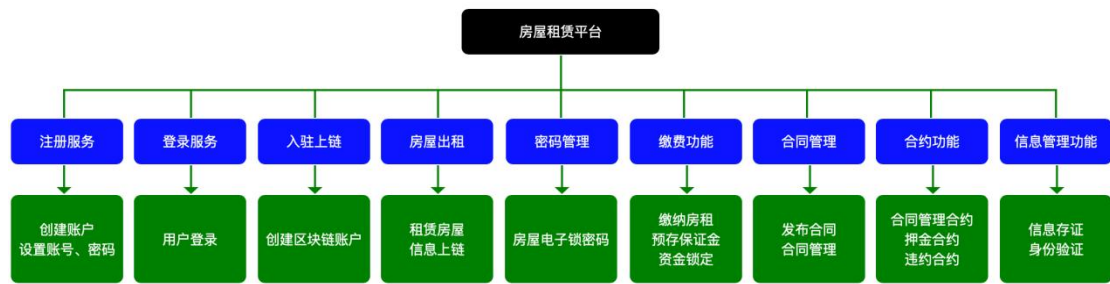 房屋租赁平台
注册服务
登录服务
入驻上链
房屋出租
密码管理
缴费功能
合同管理
合约功能
信息管理功能
创建账户
设置账号、密码
用户登录
创建区块链账户
租赁房屋
信息上链
房屋电子锁密码
缴纳房租
预存保证金
资金锁定
发布合同
合同管理
合同管理合约
押金合约
违约合约
信息存证
身份验证